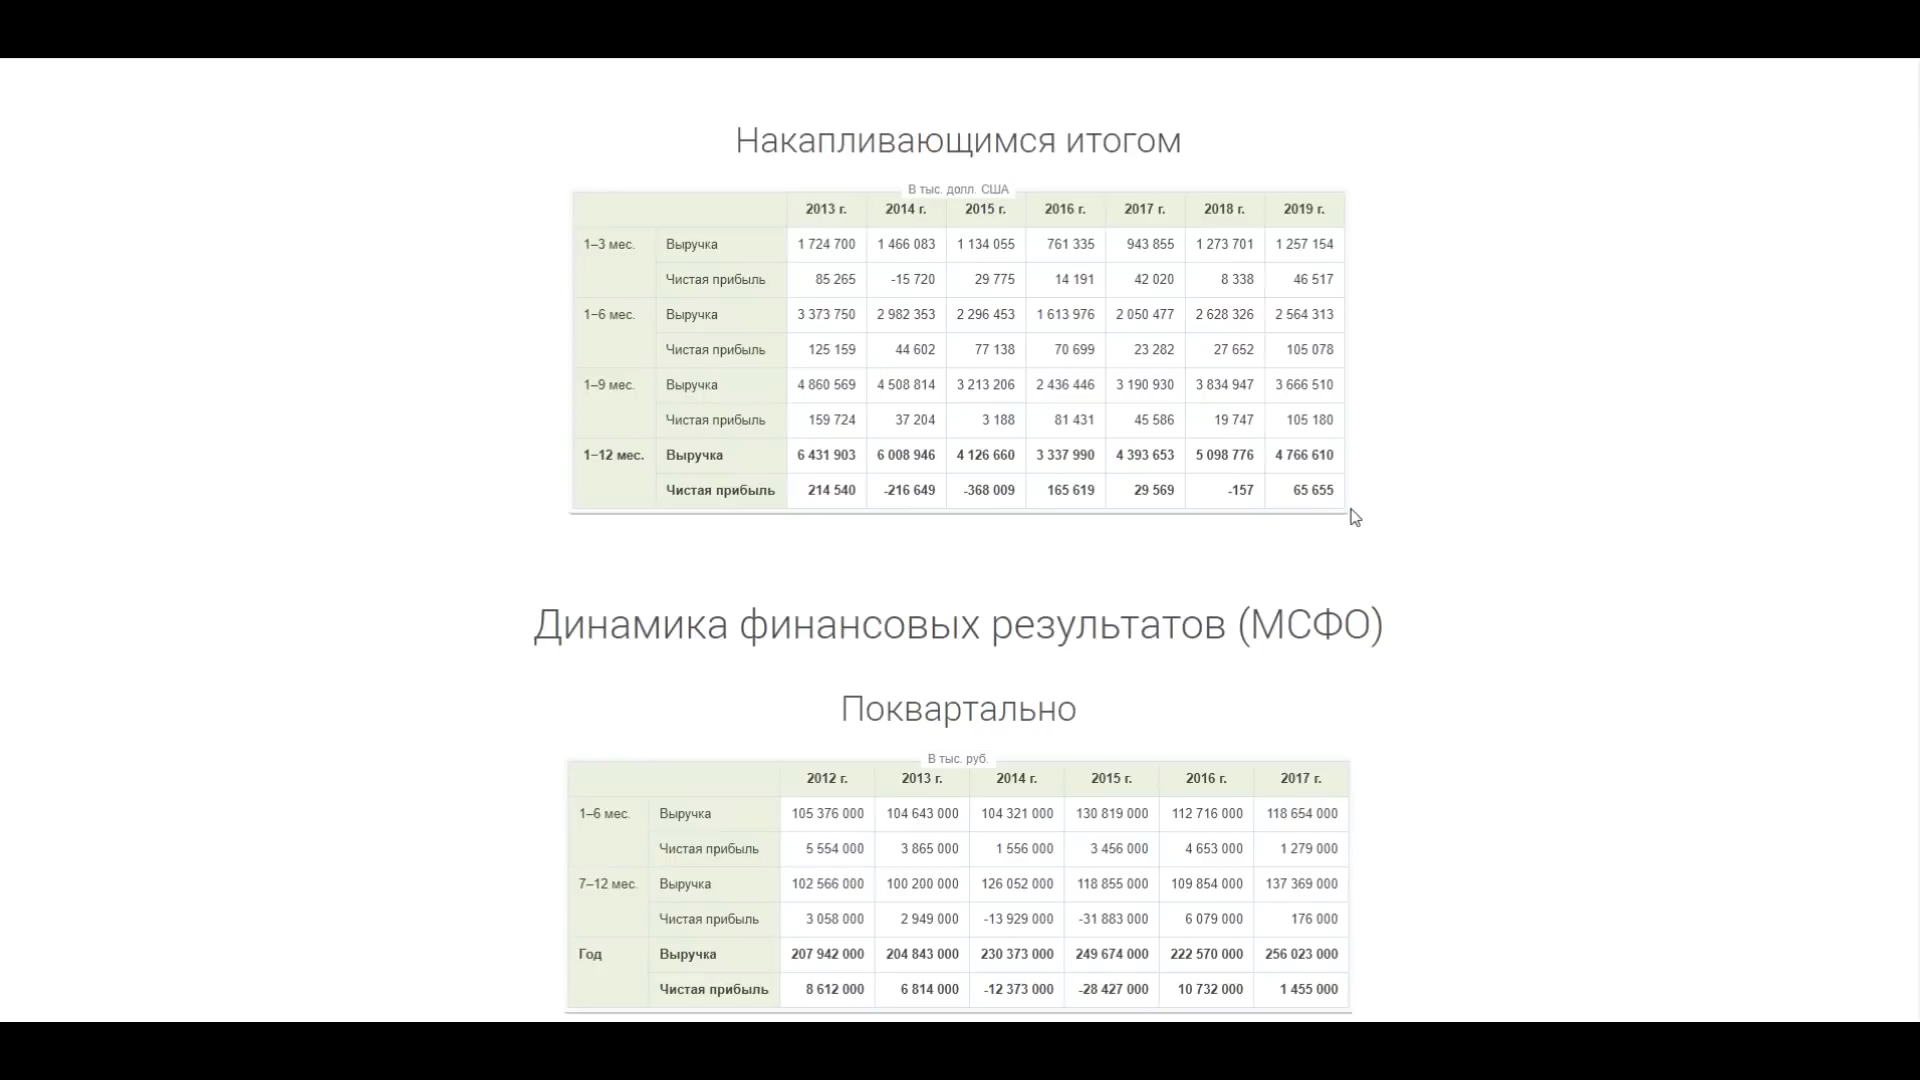 Накапливающимся итогом
В тыс. долл. США
2013 г. 2014 г. 2015 г. 2016 г. 2017 г. 2018 г. 2019 г.
1–3 мес. Выручка 1 724 700 1 466 083 1 134 055 761 335 943 855 1 273 701 1 257 154
Чистая прибыль 85 265 -15 720 29 775 14 191 42 020 8 338 46 517
1–6 мес. Выручка 3 373 750 2 982 353 2 296 453 1 613 976 2 050 477 2 628 326 2 564 313
Чистая прибыль 125 159 44 602 77 138 70 699 23 282 27 652 105 078
1–9 мес. Выручка 4 860 569 4 508 814 3 213 206 2 436 446 3 190 930 3 834 947 3 666 510
Чистая прибыль 159 724 37 204 3 188 81 431 45 586 19 747 105 180
1–12 мес. Выручка 6 431 903 6 008 946 4 126 660 3 337 990 4 393 653 5 098 776 4 766 610
Чистая прибыль 214 540 -216 649 -368 009 165 619 29 569 -157 65 655
Динамика финансовых результатов (МСФО)
Поквартально
В тыс. руб.
2012 г. 2013 г. 2014 г. 2015 г. 2016 г. 2017 г.
1–6 мес. Выручка 105 376 000 104 643 000 104 321 000 130 819 000 112 716 000 118 654 000
Чистая прибыль 5 554 000 3 865 000 1 556 000 3 456 000 4 653 000 1 279 000
7–12 мес. Выручка 102 566 000 100 200 000 126 052 000 118 855 000 109 854 000 137 369 000
Чистая прибыль 3 058 000 2 949 000 -13 929 000 -31 883 000 6 079 000 176 000
Год Выручка 207 942 000 204 843 000 230 373 000 249 674 000 222 570 000 256 023 000
Чистая прибыль 8 612 000 6 814 000 -12 373 000 -28 427 000 10 732 000 1 455 000